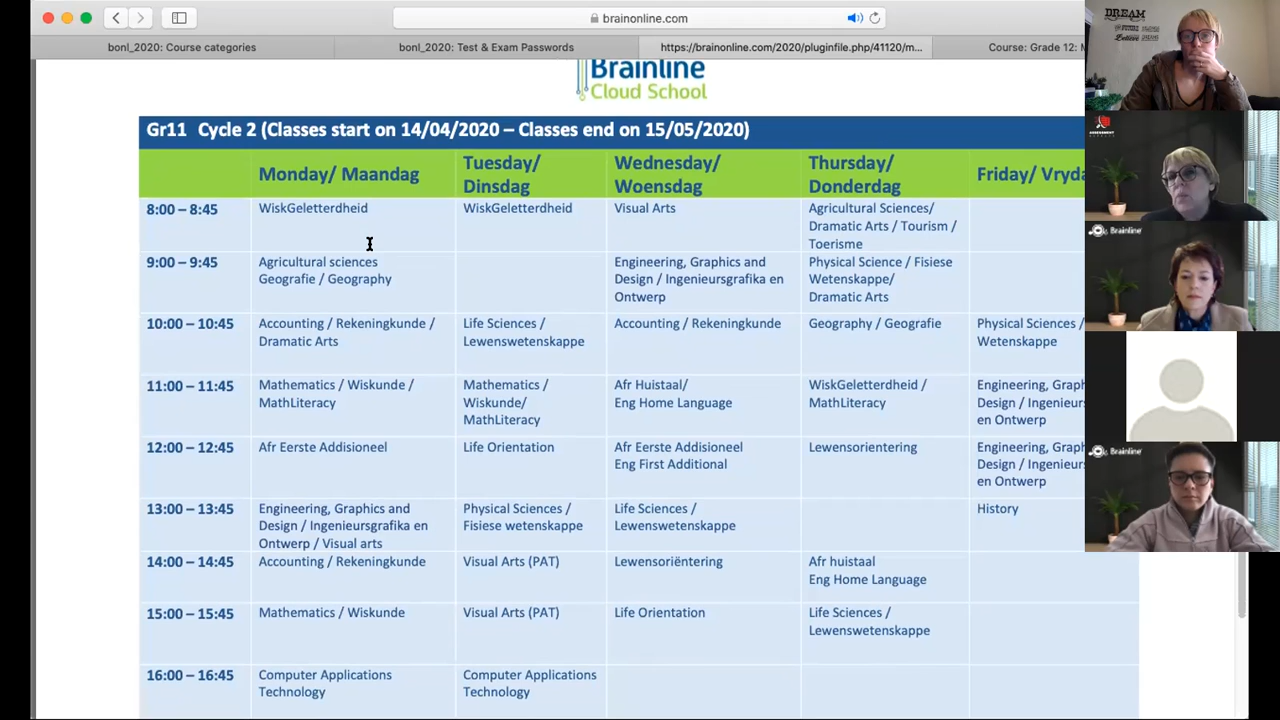 brainonline.com
bonl_2020: Course categories
bonl_2020: Test & Exam Passwords
https://brainonline.com/2020/pluginfile.php/41120/m...
Course: Grade 12: M
Brainline
Cloud School
Gr11 Cycle 2 (Classes start on 14/04/2020 – Classes end on 15/05/2020)
Monday/ Maandag
Tuesday/
Dinsdag
Wednesday/
Woensdag
Thursday/
Donderdag
Friday/ Vryda
8:00 – 8:45
WiskGeletterdheid
WiskGeletterdheid
Visual Arts
Agricultural Sciences/
Dramatic Arts / Tourism /
Toerisme
9:00 – 9:45
Agricultural sciences
Geografie / Geography
Engineering, Graphics and
Design / Ingenieursgrafika en
Ontwerp
Physical Science / Fisiese
Wetenskappe/
Dramatic Arts
10:00 – 10:45
Accounting / Rekeningkunde /
Dramatic Arts
Life Sciences /
Lewenswetenskappe
Accounting / Rekeningkunde
Geography / Geografie
Physical Sciences /
Wetenskappe
11:00 – 11:45
Mathematics / Wiskunde /
MathLiteracy
Mathematics /
Wiskunde/
MathLiteracy
Afr Huistaal/
Eng Home Language
WiskGeletterdheid /
MathLiteracy
Engineering, Graph
Design / Ingenieurs
en Ontwerp
12:00 – 12:45
Afr Eerste Addisioneel
Life Orientation
Afr Eerste Addisioneel
Eng First Additional
Lewensorientering
Engineering, Graph
Design / Ingenieurs
en Ontwerp
13:00 – 13:45
Engineering, Graphics and
Design / Ingenieursgrafika en
Ontwerp / Visual arts
Physical Sciences /
Fisiese wetenskappe
Life Sciences /
Lewenswetenskappe
History
14:00 – 14:45
Accounting / Rekeningkunde
Visual Arts (PAT)
Lewensoriëntering
Afr huistaal
Eng Home Language
15:00 – 15:45
Mathematics / Wiskunde
Visual Arts (PAT)
Life Orientation
Life Sciences /
Lewenswetenskappe
16:00 – 16:45
Computer Applications
Technology
Computer Applications
Technology
DREAM
Brainline
Brainline